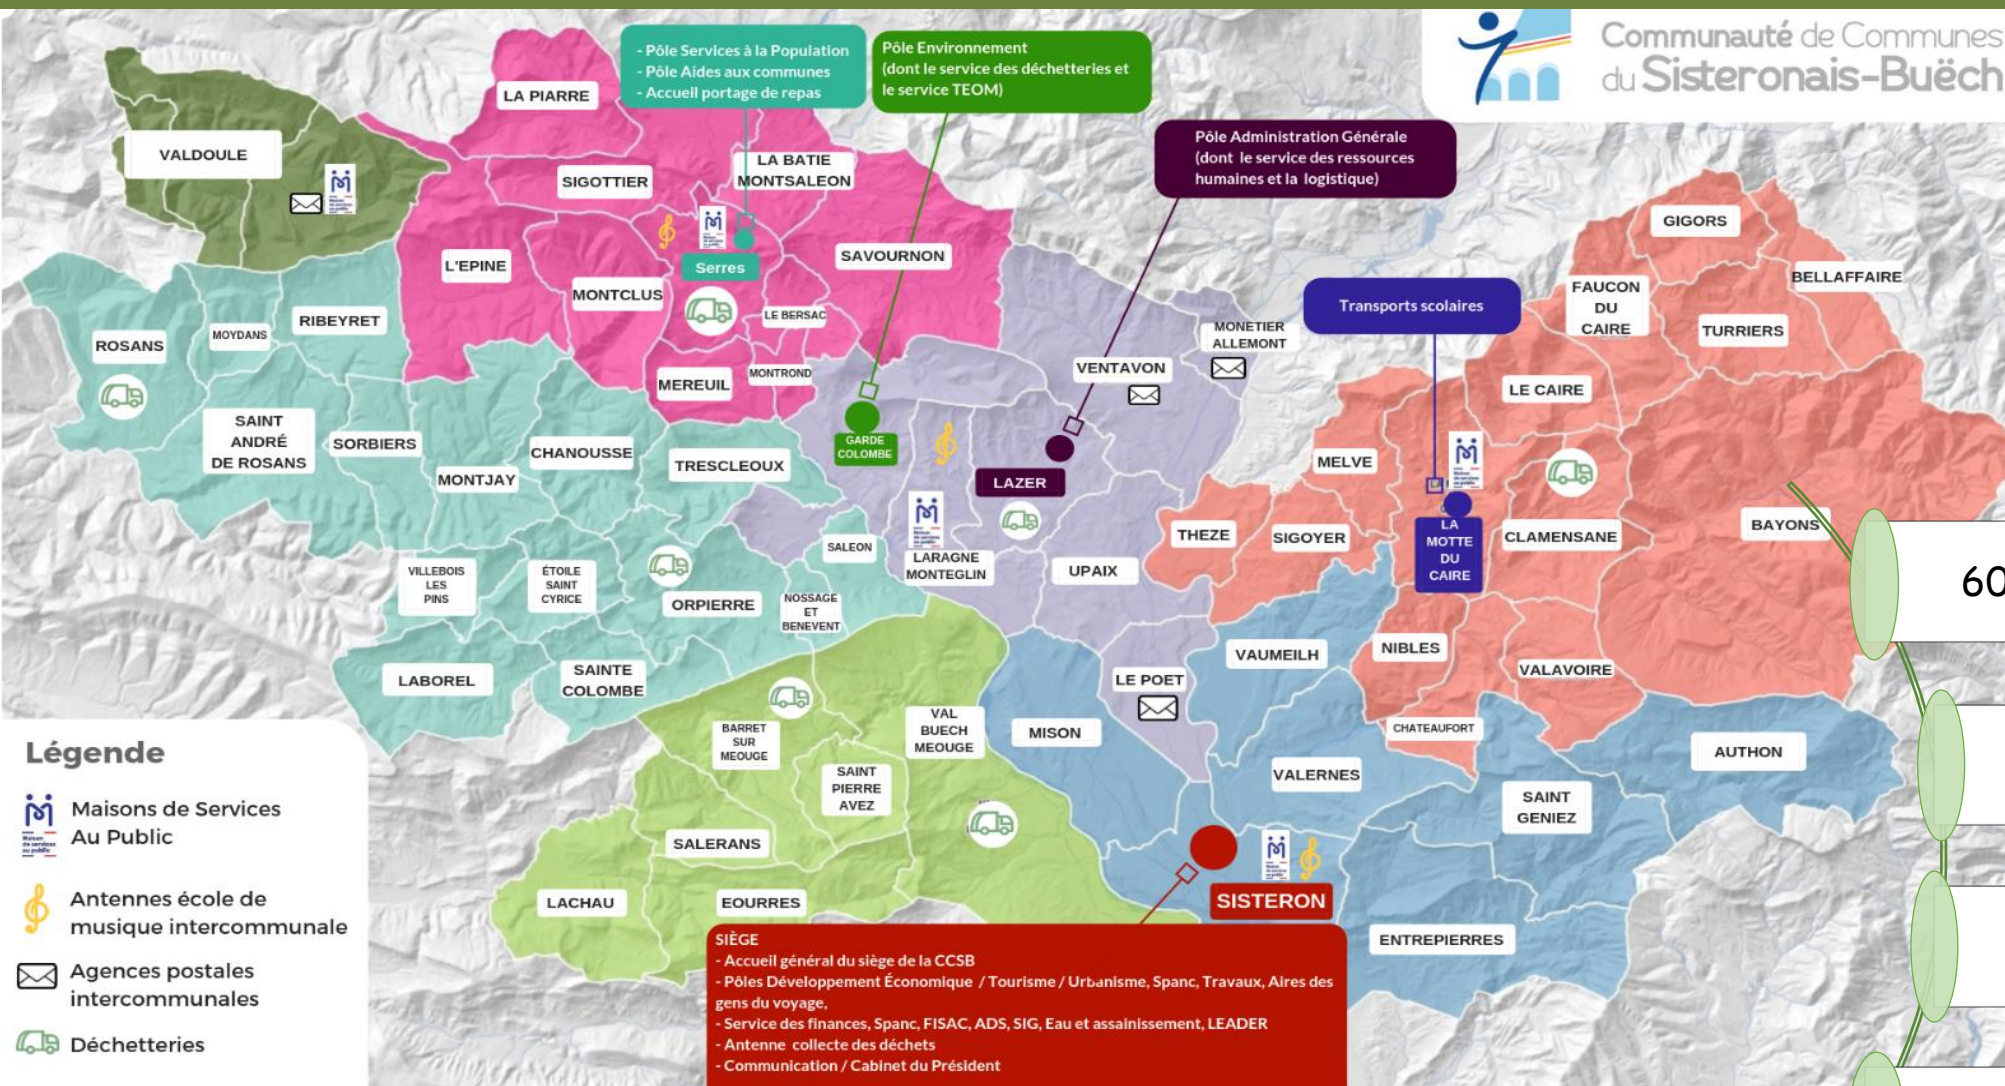 - Pôle Services à la Population
- Pôle Aides aux communes
- Accueil portage de repas
Pôle Environnement
(dont le service des déchetteries et
le service TEOM)
Pôle Administration Générale
(dont le service des ressources
humaines et la logistique)
Communauté de Communes
du Sisteronais-Buëch
Transports scolaires
VALDOULE
LA PIARRE
SIGOTTIER
LA BATIE
MONTSALEON
L'EPINE
MONTCLUS
Serres
SAVOURNON
LE BERSAC
MEREUIL
MONTROND
ROSANS
MOYDANS
RIBEYRET
SAINT
ANDRÉ
DE ROSANS
SORBIERS
MONTJAY
CHANOUSSE
TRESCLEOUX
GARDE
COLOMBE
VENTAVON
MONETIER
ALLEMONT
LAZER
GIGORS
BELLAFFAIRE
FAUCON
DU
CAIRE
TURRIERS
LE CAIRE
MELVE
THEZE
SIGOYER
LA
MOTTE
DU
CAIRE
CLAMENSANE
BAYONS
60
VILLEBOIS
LES
PINS
ÉTOILE
SAINT
CYRICE
ORPIERRE
SALEON
NOSSAGE
ET
BENEVENT
LARAGNE
MONTEGLIN
UPAIX
LABOREL
SAINTE
COLOMBE
VAUMEILH
NIBLES
VALAVOIRE
LE POET
CHATEAUFORT
BARRET
SUR
MEOUGE
VAL
BUECH
MEOUGE
MISON
SAINT
PIERRE
AVEZ
VALERNES
SAINT
GENIEZ
AUTHON
SALERANS
LACHAU
EOURRES
SISTERON
ENTREPIERRES
SIÈGE
- Accueil général du siège de la CCSB
- Pôles Développement Économique / Tourisme / Urbanisme, Spanc, Travaux, Aires des
gens du voyage,
- Service des finances, Spanc, FISAC, ADS, SIG, Eau et assainissement, LEADER
- Antenne collecte des déchets
- Communication / Cabinet du Président
Légende
Maisons de Services
Au Public
Antennes école de
musique intercommunale
Agences postales
intercommunales
Déchetteries